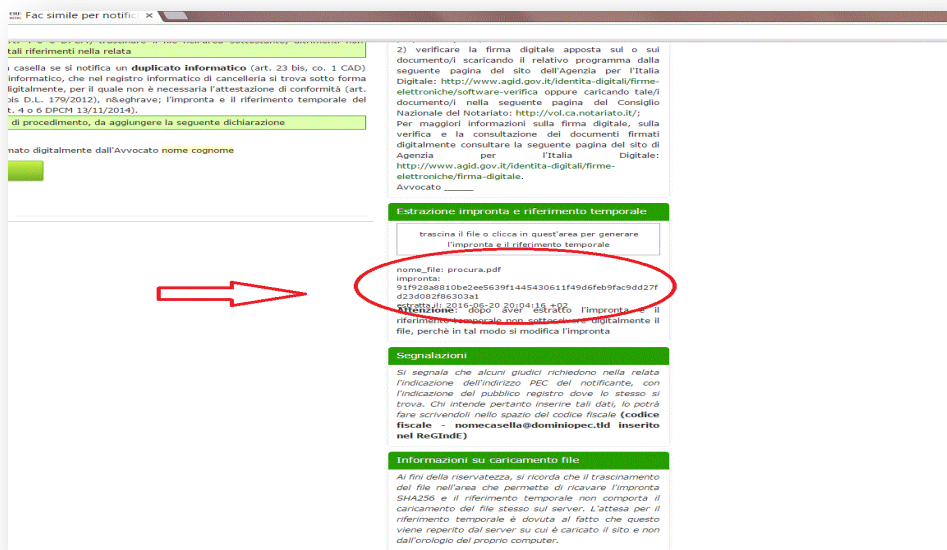 Fac simile per notific
tali riferimenti nella relata
casella se si notifica un duplicato informatico (art. 23 bis, co. 1 CAD)
informatico, che nel registro informatico di cancelleria si trova sotto forma
digitalmente, per il quale non è necessaria l'attestazione di conformità (art.
bis D.L. 179/2012), n&eghrave; l'impronta e il riferimento temporale del
t. 4 o 6 DPCM 13/11/2014).
di procedimento, da aggiungere la seguente dichiarazione
mato digitalmente dall'Avvocato nome cognome
2) verificare la firma digitale apposta sul o sui
documento/i scaricando il relativo programma dalla
seguente pagina del sito dell'Agenzia per l'Italia
Digitale: http://www.agid.gov.it/identita-digitali/firme-
elettroniche/software-verifica oppure caricando tale/i
documento/i nella seguente pagina del Consiglio
Nazionale del Notariato: http://vol.ca.notariato.it/;
Per maggiori informazioni sulla firma digitale, sulla
verifica e la consultazione dei documenti firmati
digitalmente consultare la seguente pagina del sito di
Agenzia per l'Italia Digitale:
http://www.agid.gov.it/identita-digitali/firme-
elettroniche/firma-digitale.
Avvocato _____
Estrazione impronta e riferimento temporale
trascina il file o clicca in quest'area per generare
l'impronta e il riferimento temporale
nome_file: procura.pdf
impronta:
91f928a8810be2ee5639f1445430611f49d6feb9fac9dd27f
d23d082f86303a1
estratta il: 2016-06-20 20:04:16 +02
Attenzione: dopo aver estratto l'impronta e il
riferimento temporale non sottoscrivere digitalmente il
file, perchè in tal modo si modifica l'impronta
Segnalazioni
Si segnala che alcuni giudici richiedono nella relata
l'indicazione dell'indirizzo PEC del notificante, con
l'indicazione del pubblico registro dove lo stesso si
trova. Chi intende pertanto inserire tali dati, lo potrà
fare scrivendoli nello spazio del codice fiscale (codice
fiscale - nomecasella@dominiopec.tld inserito
nel ReGIndE)
Informazioni su caricamento file
Ai fini della riservatezza, si ricorda che il trascinamento
del file nell'area che permette di ricavare l'impronta
SHA256 e il riferimento temporale non comporta il
caricamento del file stesso sul server. L'attesa per il
riferimento temporale è dovuta al fatto che questo
viene reperito dal server su cui è caricato il sito e non
dall'orologio del proprio computer.